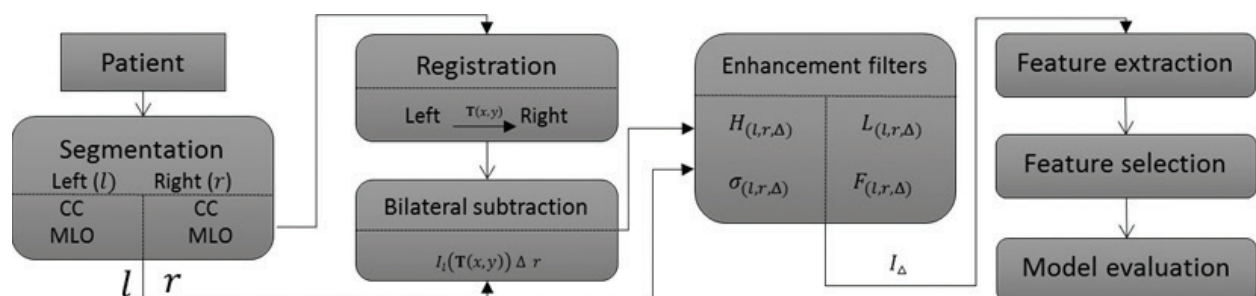 Patient
Segmentation
Left (l) Right (r)
CC CC
MLO MLO
l r
Registration
Left T(x,y) Right
Bilateral subtraction
I_l(T(x,y)) Δ r
Enhancement filters
H_(l,r,Δ) L_(l,r,Δ)
σ_(l,r,Δ) F_(l,r,Δ)
I_Δ
Feature extraction
Feature selection
Model evaluation